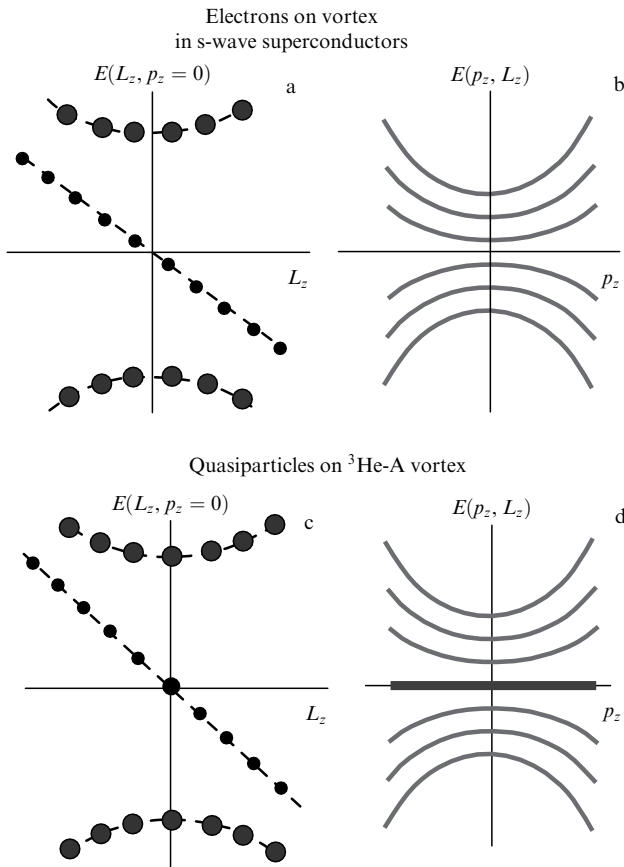 Electrons on vortex
in s-wave superconductors
E(L_z, p_z = 0)
a
L_z
E(p_z, L_z)
b
p_z
Quasiparticles on ³He-A vortex
E(L_z, p_z = 0)
c
L_z
E(p_z, L_z)
d
p_z